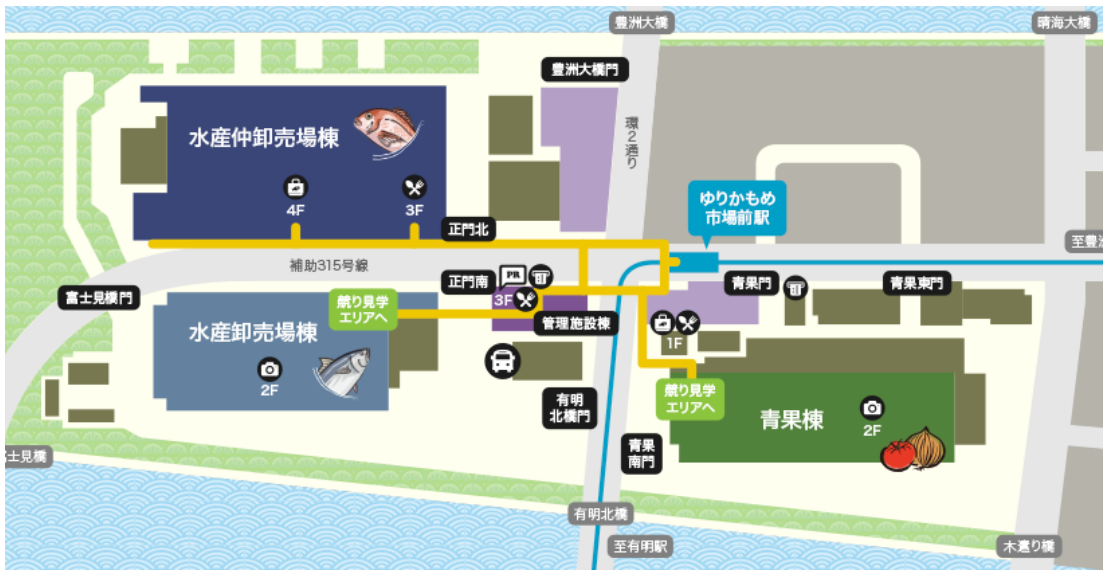 豊洲大橋
晴海大橋
豊洲大橋門
水産仲卸売場棟
環2通り
4F
3F
ゆりかもめ
市場前駅
正門北
至豊洲
補助315号線
富士見橋門
正門南
PR
3F
管理施設棟
青果門
青果東門
競り見学
エリアへ
水産卸売場棟
2F
1F
競り見学
エリアへ
有明
北橋門
青果棟
2F
青果
南門
士見橋
有明北橋
至有明駅
木遣り橋